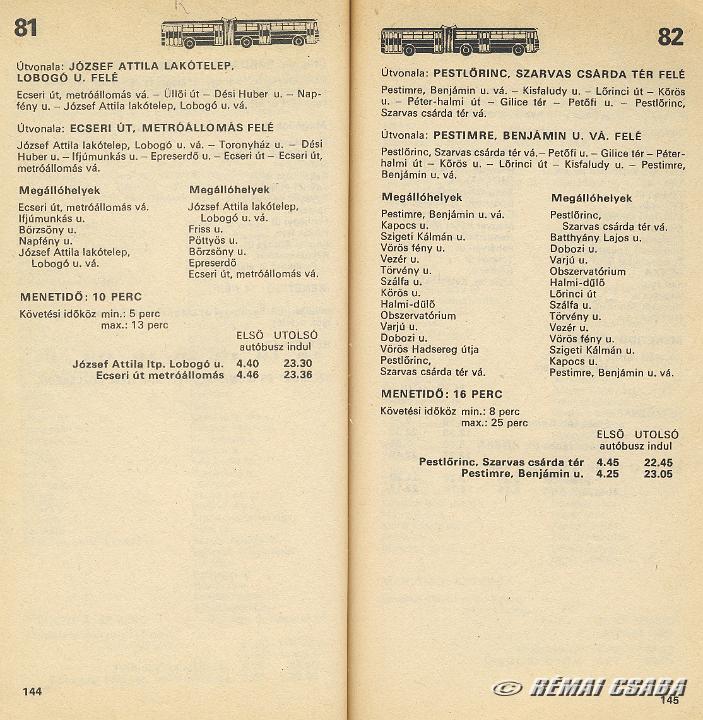 81
Útvonala: JÓZSEF ATTILA LAKÓTELEP,
LOBOGÓ U. FELÉ
Ecseri út, metróállomás vá. – Üllői út – Dési Huber u. – Nap-
fény u. – József Attila lakótelep, Lobogó u. vá.
Útvonala: ECSERI ÚT, METRÓÁLLOMÁS FELÉ
József Attila lakótelep, Lobogó u. vá. – Toronyház u. – Dési
Huber u. – Ifjúmunkás u. – Epreserdő u. – Ecseri út – Ecseri út,
metróállomás vá.
Megállóhelyek
Ecseri út, metróállomás vá.
Ifjúmunkás u.
Börzsöny u.
Napfény u.
József Attila lakótelep,
Lobogó u. vá.
Megállóhelyek
József Attila lakótelep,
Lobogó u. vá.
Friss u.
Pöttyös u.
Börzsöny u.
Epreserdő
Ecseri út, metróállomás vá.
MENETIDŐ: 10 PERC
Követési időköz min.: 5 perc
max.: 13 perc
ELSŐ UTOLSÓ
autóbusz indul
József Attila ltp. Lobogó u. 4.40 23.30
Ecseri út metróállomás 4.46 23.36
144
82
Útvonala: PESTLŐRINC, SZARVAS CSÁRDA TÉR FELÉ
Pestimre, Benjámin u. vá. – Kisfaludy u. – Lőrinci út – Körös
u. – Péter-halmi út – Gilice tér – Petőfi u. – Pestlőrinc,
Szarvas csárda tér vá.
Útvonala: PESTIMRE, BENJÁMIN U. VÁ. FELÉ
Pestlőrinc, Szarvas csárda tér vá. – Petőfi u. – Gilice tér – Péter-
halmi út – Körös u. – Lőrinci út – Kisfaludy u. – Pestimre,
Benjámin u. vá.
Megállóhelyek
Pestimre, Benjámin u. vá.
Kapocs u.
Szigeti Kálmán u.
Vörös fény u.
Vezér u.
Törvény u.
Szálfa u.
Körös u.
Halmi-dűlő
Obszervatórium
Varjú u.
Dobozi u.
Vörös Hadsereg útja
Pestlőrinc,
Szarvas csárda tér vá.
Megállóhelyek
Pestlőrinc,
Szarvas csárda tér vá.
Batthyány Lajos u.
Dobozi u.
Varjú u.
Obszervatórium
Halmi-dűlő
Lőrinci út
Szálfa u.
Törvény u.
Vezér u.
Vörös fény u.
Szigeti Kálmán u.
Kapocs u.
Pestimre, Benjámin u. vá.
MENETIDŐ: 16 PERC
Követési időköz min.: 8 perc
max.: 25 perc
ELSŐ UTOLSÓ
autóbusz indul
Pestlőrinc, Szarvas csárda tér 4.45 22.45
Pestimre, Benjámin u. 4.25 23.05
© RÉMAI CSABA
145